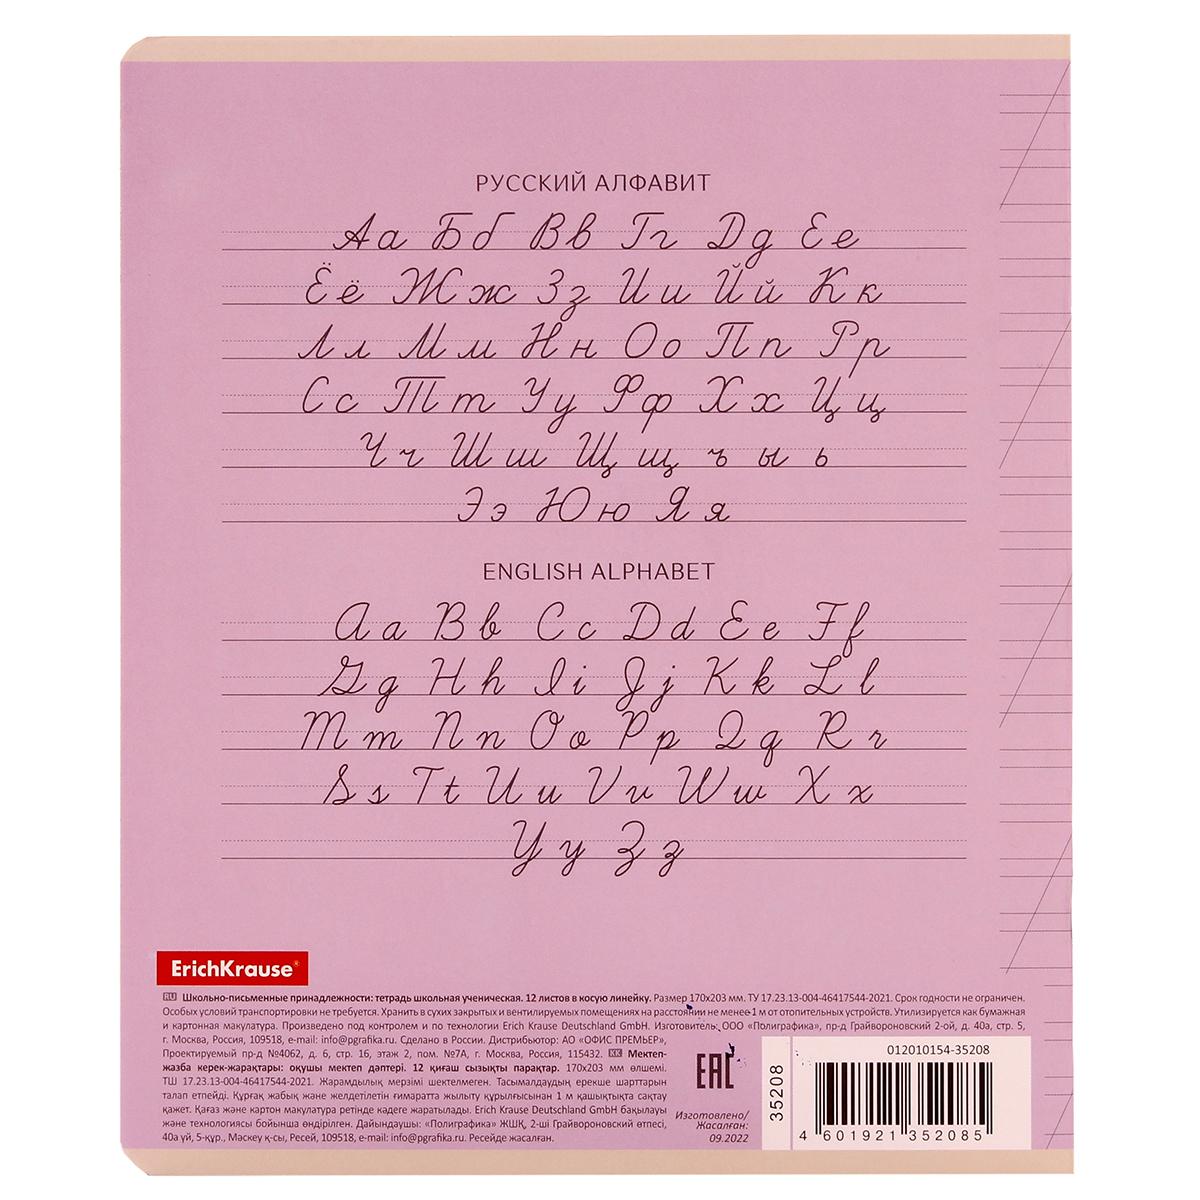 РУССКИЙ АЛФАВИТ
Аа Бб Вв Гг Дд Ее
Ёё Жж Зз Ии Йй Кк
Лл Мм Нн Оо Пп Рр
Сс Тт Уу Фф Хх Цц
Чч Шш Щщ ъ ы ь
Ээ Юю Яя
ENGLISH ALPHABET
Aa Bb Cc Dd Ee Ff
Gg Hh Ii Jj Kk Ll
Mm Nn Oo Pp Qq Rr
Ss Tt Uu Vv Ww Xx
Yy Zz
ErichKrause®
RU Школьно-письменные принадлежности: тетрадь школьная ученическая. 12 листов в косую линейку. Размер 170х203 мм. ТУ 17.23.13-004-46417544-2021. Срок годности не ограничен.
Особых условий транспортировки не требуется. Хранить в сухих закрытых и вентилируемых помещениях на расстоянии не менее 1 м от отопительных устройств. Утилизируется как бумажная
и картонная макулатура. Произведено под контролем и по технологии Erich Krause Deutschland GmbH. Изготовитель: ООО «Полиграфика», пр-д Грайвороновский 2-ой, д. 40а, стр. 5,
г. Москва, Россия, 109518, e-mail: info@pgrafika.ru. Сделано в России. Дистрибьютор: АО «ОФИС ПРЕМЬЕР»,
Проектируемый пр-д №4062, д. 6, стр. 16, этаж 2, пом. №7А, г. Москва, Россия, 115432. KK Мектеп-
жазба керек-жарақтары: оқушы мектеп дәптері. 12 қиғаш сызықты парақтар. 170х203 мм өлшемі.
ТШ 17.23.13-004-46417544-2021. Жарамдылық мерзімі шектелмеген. Тасымалдаудың ерекше шарттарын
талап етпейді. Құрғақ жабық және желдетілетін ғимаратта жылыту құрылғысынан 1 м қашықтықта сақтау
қажет. Қағаз және картон макулатура ретінде кәдеге жаратылады. Erich Krause Deutschland GmbH бақылауы
және технологиясы бойынша өндірілген. Дайындаушы: «Полиграфика» ЖШҚ, 2-ші Грайвороновский өтпесі,
40а үй, 5-құр., Мәскеу қ-сы, Ресей, 109518, e-mail: info@pgrafika.ru. Ресейде жасалған.
EAC
Изготовлено/
Жасалған:
09.2022
35208
012010154-35208
4 601921 352085